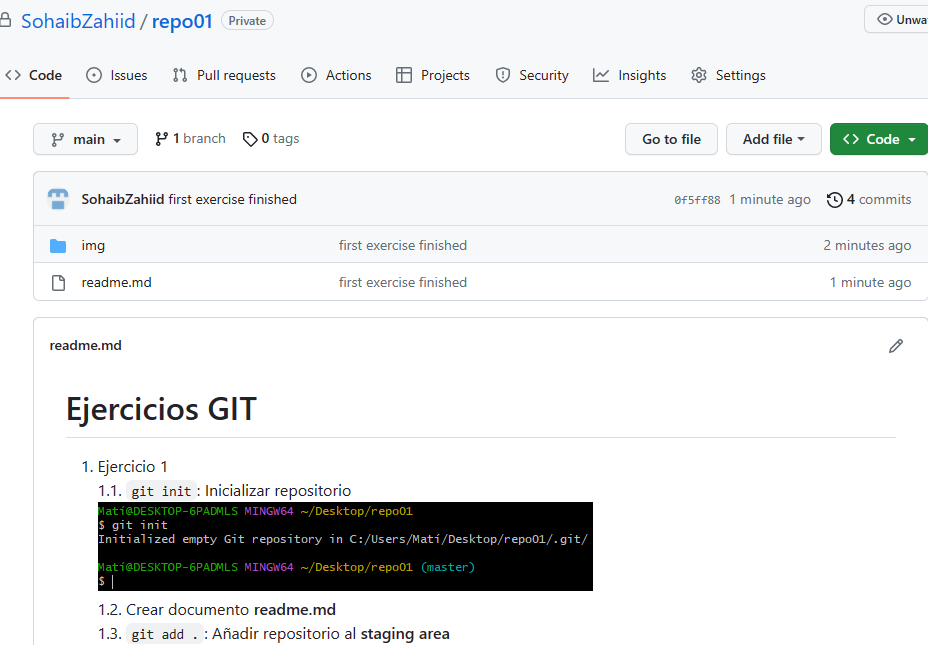 SohaibZahiid / repo01 Private
Code Issues Pull requests Actions Projects Security Insights Settings
main 1 branch 0 tags Go to file Add file Code
SohaibZahiid first exercise finished 0f5ff88 1 minute ago 4 commits
img first exercise finished 2 minutes ago
readme.md first exercise finished 1 minute ago
readme.md
Ejercicios GIT
1. Ejercicio 1
1.1. git init : Inicializar repositorio
Mati@DESKTOP-6PADMLS MINGW64 ~/Desktop/repo01
$ git init
Initialized empty Git repository in C:/Users/Mati/Desktop/repo01/.git/
Mati@DESKTOP-6PADMLS MINGW64 ~/Desktop/repo01 (master)
$
1.2. Crear documento readme.md
1.3. git add . : Añadir repositorio al staging area